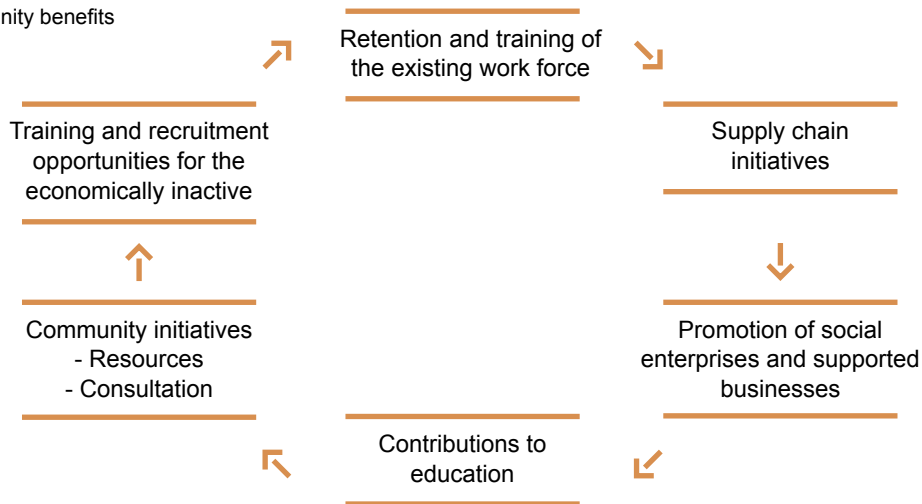 nity benefits
Retention and training of
the existing work force
Training and recruitment
opportunities for the
economically inactive
Supply chain
initiatives
Community initiatives
- Resources
- Consultation
Promotion of social
enterprises and supported
businesses
Contributions to
education